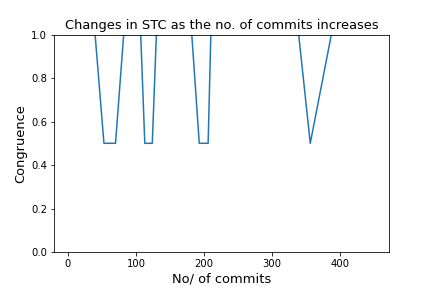 Changes in STC as the no. of commits increases
1.0
0.8
0.6
0.4
0.2
0.0
Congruence
0 100 200 300 400
No/ of commits